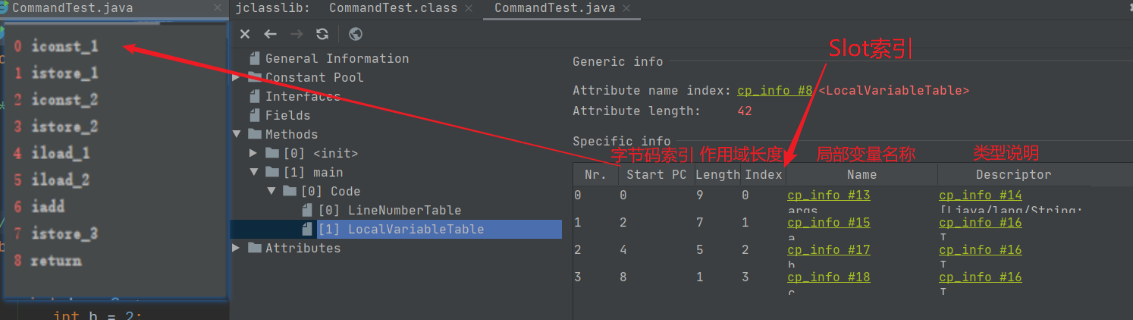 CommandTest.java
0 iconst_1
1 istore_1
2 iconst_2
3 istore_2
4 iload_1
5 iload_2
6 iadd
7 istore_3
8 return
int b = 2;
jclasslib: CommandTest.class CommandTest.java
General Information
Constant Pool
Interfaces
Fields
Methods
[0] <init>
[1] main
[0] Code
[0] LineNumberTable
[1] LocalVariableTable
Attributes
Slot索引
Generic info
Attribute name index: cp_info #8 <LocalVariableTable>
Attribute length: 42
Specific info
字节码索引 作用域长度 局部变量名称 类型说明
Nr. Start PC Length Index Name Descriptor
0 0 9 0 cp_info #13 cp_info #14
args [Ljava/lang/String;
1 2 7 1 cp_info #15 cp_info #16
a I
2 4 5 2 cp_info #17 cp_info #16
b I
3 8 1 3 cp_info #18 cp_info #16
c I